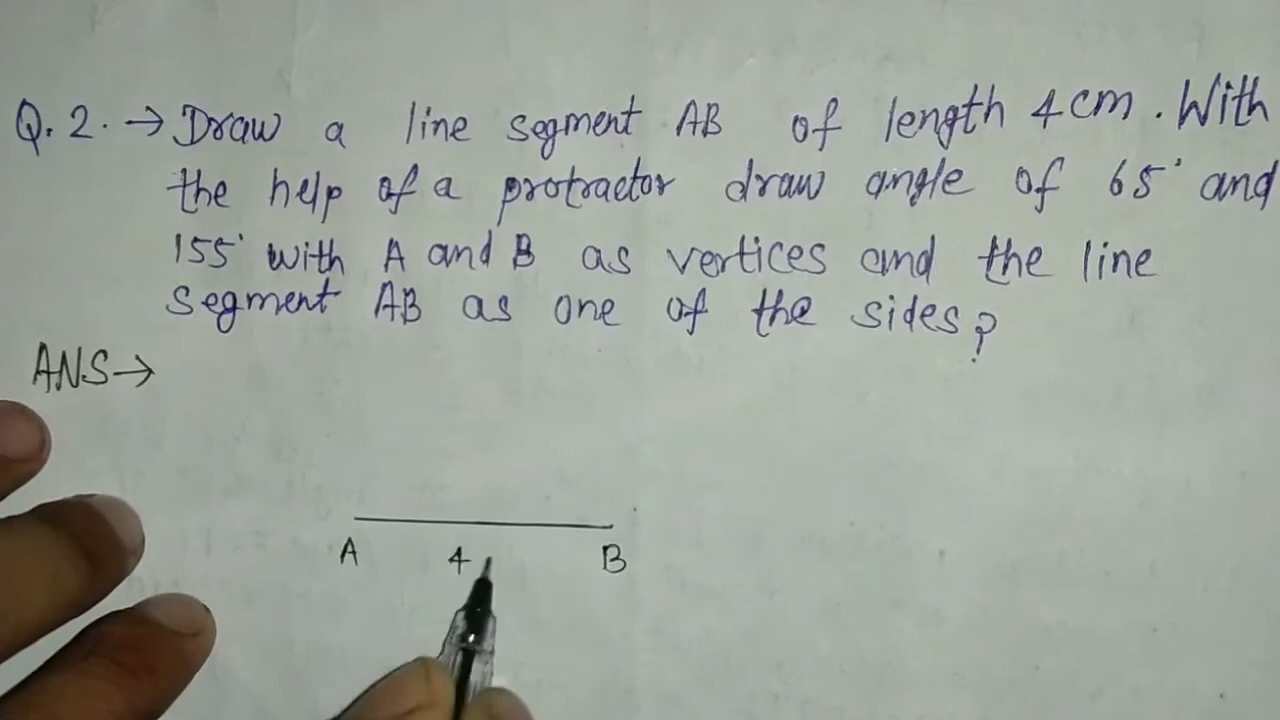 Q. 2. → Draw a line segment AB of length 4 cm. With
the help of a protractor draw angle of 65° and
155° with A and B as vertices and the line
segment AB as one of the sides?
ANS →
A 4 B